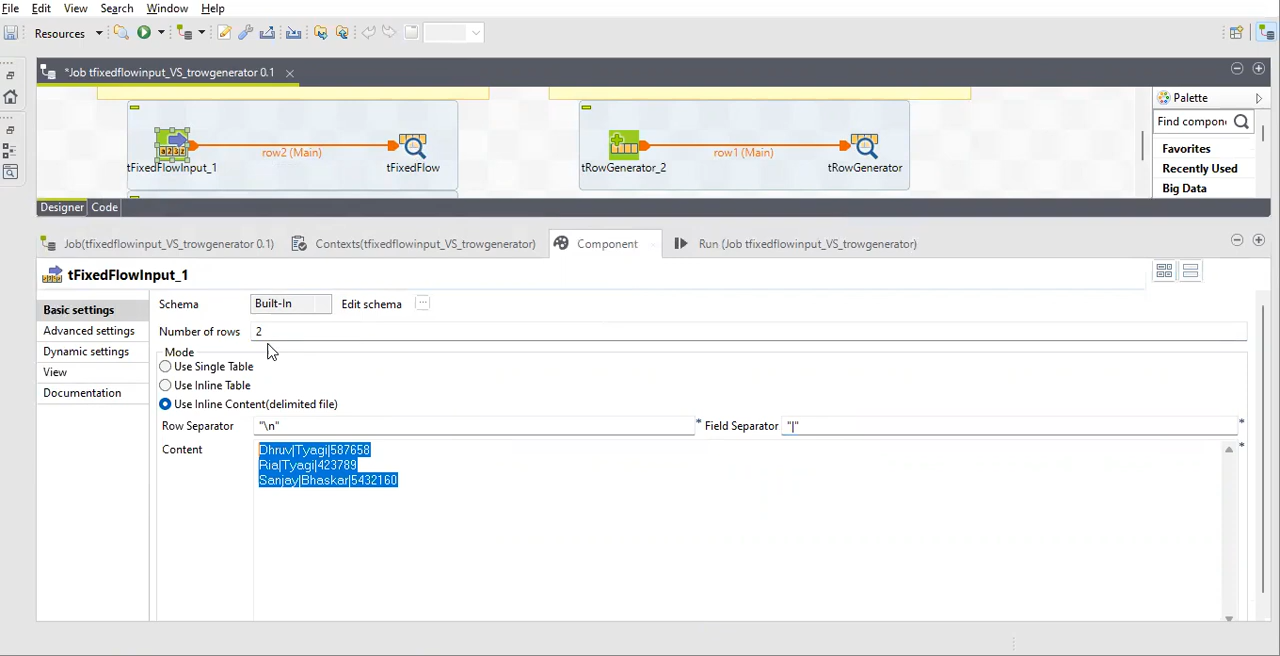 File Edit View Search Window Help
Resources
*Job tfixedflowinput_VS_trowgenerator 0.1
Palette
Find compon
Favorites
Recently Used
Big Data
row2 (Main)
tFixedFlowInput_1
tFixedFlow
row1 (Main)
tRowGenerator_2
tRowGenerator
Designer Code
Job(tfixedflowinput_VS_trowgenerator 0.1) Contexts(tfixedflowinput_VS_trowgenerator) Component Run (Job tfixedflowinput_VS_trowgenerator)
tFixedFlowInput_1
Basic settings
Advanced settings
Dynamic settings
View
Documentation
Schema Built-In Edit schema ...
Number of rows 2
Mode
Use Single Table
Use Inline Table
Use Inline Content(delimited file)
Row Separator "\n" * Field Separator "|" *
Content
Dhruv|Tyagi|587658
Ria|Tyagi|423789
Sanjay|Bhaskar|5432160
*